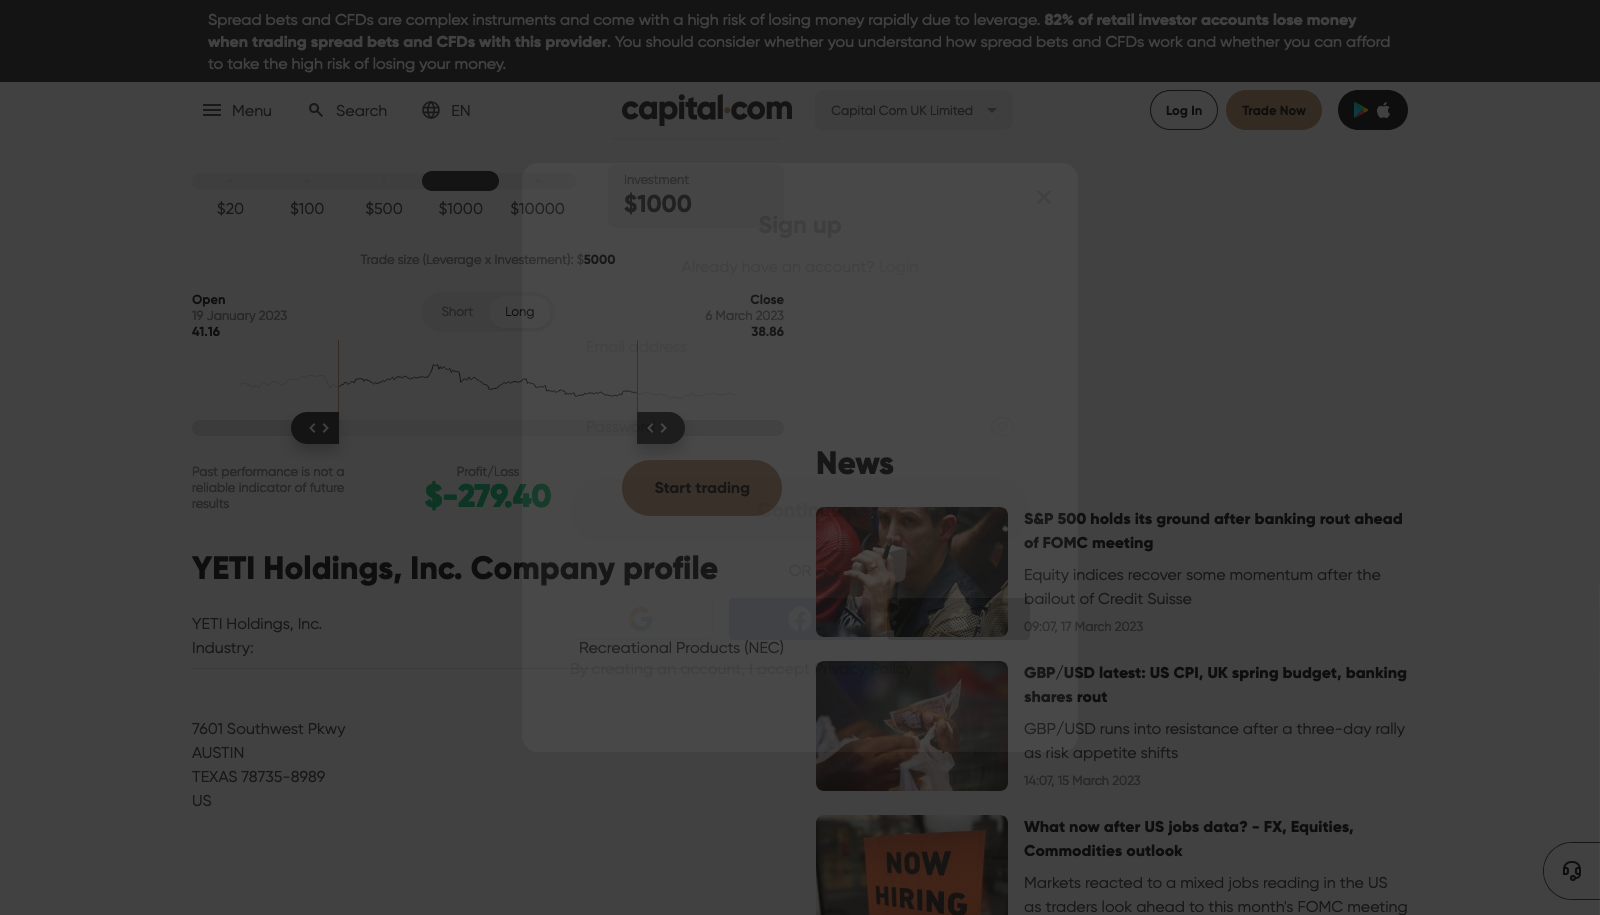 Spread bets and CFDs are complex instruments and come with a high risk of losing money rapidly due to leverage. 82% of retail investor accounts lose money
when trading spread bets and CFDs with this provider. You should consider whether you understand how spread bets and CFDs work and whether you can afford
to take the high risk of losing your money.
Menu
Search
EN
capital.com
Capital Com UK Limited
Log In
Trade Now
$20
$100
$500
$1000
$10000
Investment
$1000
Sign up
Already have an account? Login
Trade size (Leverage x Investement): $5000
Open
19 January 2023
41.16
Short
Long
Close
6 March 2023
38.86
Email address
Past performance is not a
reliable indicator of future
results
Profit/Loss
$-279.40
Start trading
News
S&P 500 holds its ground after banking rout ahead
of FOMC meeting
Equity indices recover some momentum after the
bailout of Credit Suisse
09:07, 17 March 2023
YETI Holdings, Inc. Company profile
OR
YETI Holdings, Inc.
Industry:
Recreational Products (NEC)
By creating an account, I accept Privacy Policy
7601 Southwest Pkwy
AUSTIN
TEXAS 78735-8989
US
GBP/USD latest: US CPI, UK spring budget, banking
shares rout
GBP/USD runs into resistance after a three-day rally
as risk appetite shifts
14:07, 15 March 2023
NOW
HIRING
What now after US jobs data? - FX, Equities,
Commodities outlook
Markets reacted to a mixed jobs reading in the US
as traders look ahead to this month's FOMC meeting